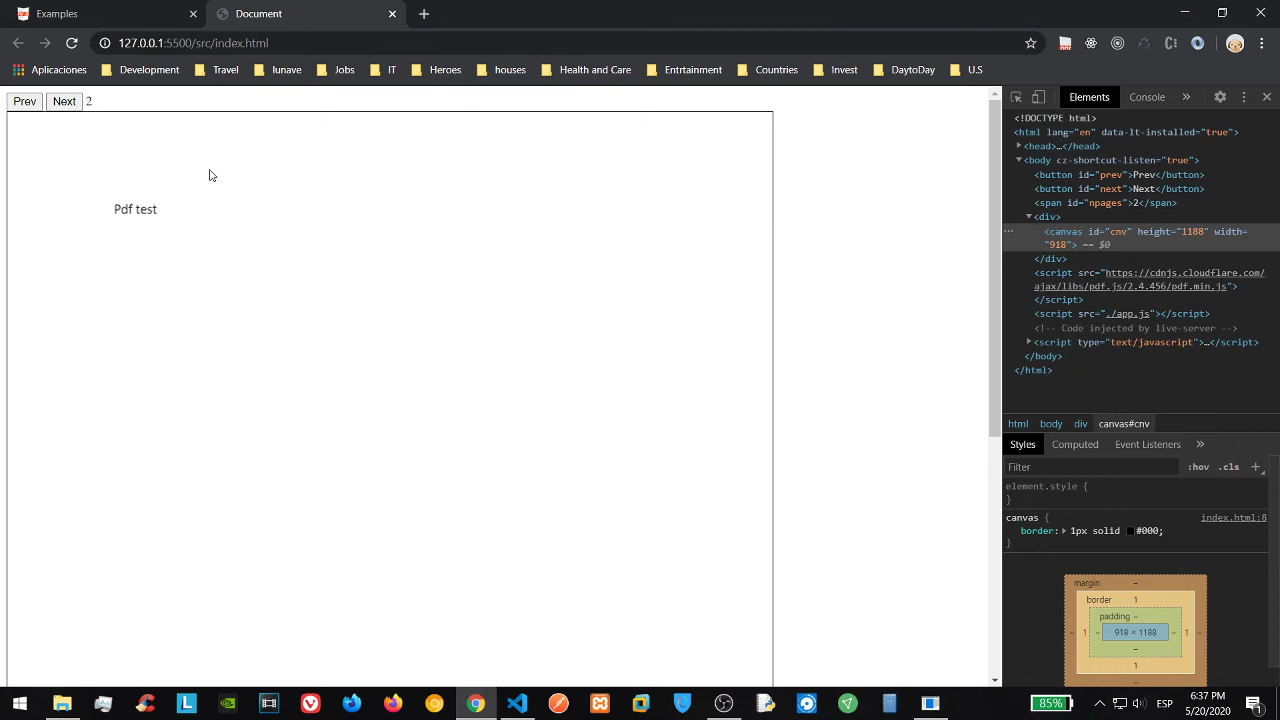 Examples
Document
127.0.0.1:5500/src/index.html
Aplicaciones Development Travel lunave Jobs IT Heroes houses Health and Care Entrtainment Countries Invest DaytoDay U.S
Prev Next 2
Pdf test
Elements Console
<!DOCTYPE html>
<html lang="en" data-lt-installed="true">
<head>…</head>
<body cz-shortcut-listen="true">
<button id="prev">Prev</button>
<button id="next">Next</button>
<span id="npages">2</span>
<div>
<canvas id="cnv" height="1188" width=
"918"> == $0
</div>
<script src="https://cdnjs.cloudflare.com/
ajax/libs/pdf.js/2.4.456/pdf.min.js">
</script>
<script src="./app.js"></script>
<!-- Code injected by live-server -->
<script type="text/javascript">…</script>
</body>
</html>
html body div canvas#cnv
Styles Computed Event Listeners
Filter :hov .cls
element.style {
}
canvas { index.html:8
border: 1px solid #000;
}
margin –
border 1
padding –
– 1 – 918 × 1188 – 1 –
–
1
–
85% ESP 6:37 PM
5/20/2020